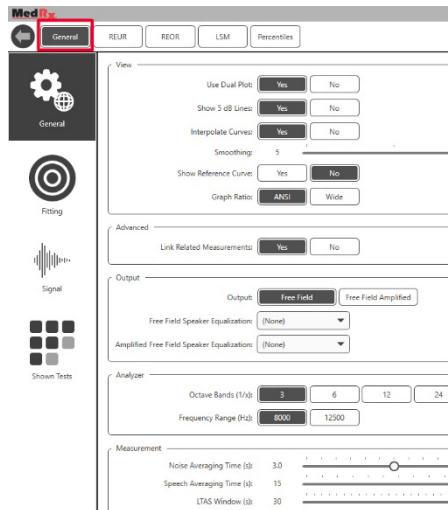 MedRx
General REUR REOR LSM Percentiles
General
Fitting
Signal
Shown Tests
View
Use Dual Plot: Yes No
Show 5 dB Lines: Yes No
Interpolate Curves: Yes No
Smoothing: 5
Show Reference Curve: Yes No
Graph Ratio: ANSI Wide
Advanced
Link Related Measurements: Yes No
Output
Output: Free Field Free Field Amplified
Free Field Speaker Equalization: (None)
Amplified Free Field Speaker Equalization: (None)
Analyzer
Octave Bands (1/x): 3 6 12 24
Frequency Range (Hz): 8000 12500
Measurement
Noise Averaging Time (s): 3.0
Speech Averaging Time (s): 15
LTAS Window (s): 30